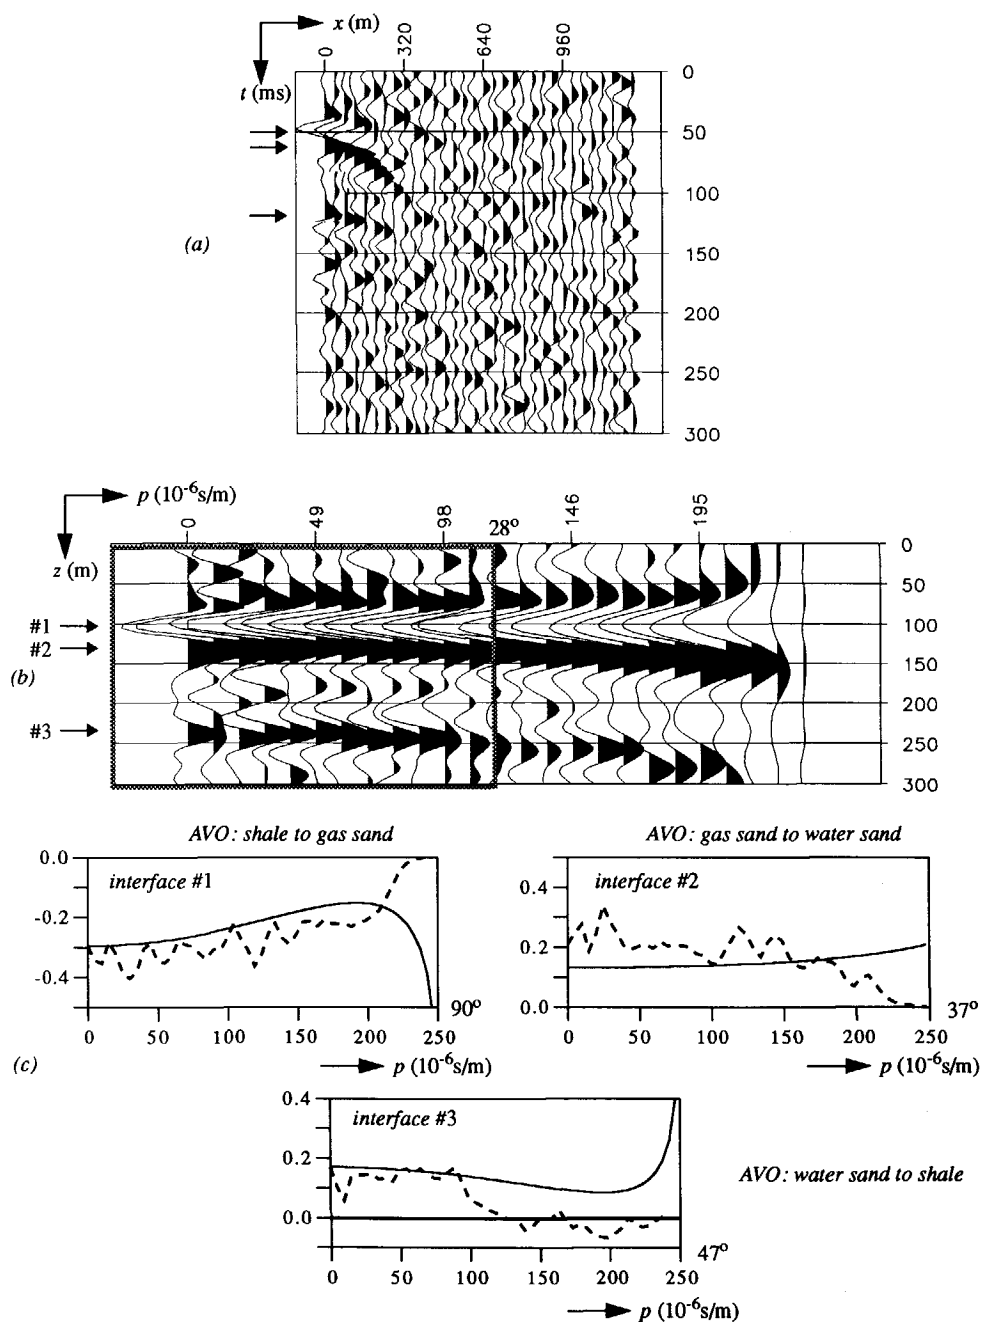 x (m)
0 320 640 960
t (ms)
0
50
100
150
200
250
300
(a)
p (10⁻⁶s/m)
0 49 98 28° 146 195
z (m)
0
50
100
150
200
250
300
#1
#2
#3
(b)
AVO: shale to gas sand
interface #1
0.0
-0.2
-0.4
0 50 100 150 200 250
90°
p (10⁻⁶s/m)
AVO: gas sand to water sand
interface #2
0.4
0.2
0.0
0 50 100 150 200 250
37°
p (10⁻⁶s/m)
(c)
interface #3
0.4
0.2
0.0
0 50 100 150 200 250
47°
p (10⁻⁶s/m)
AVO: water sand to shale